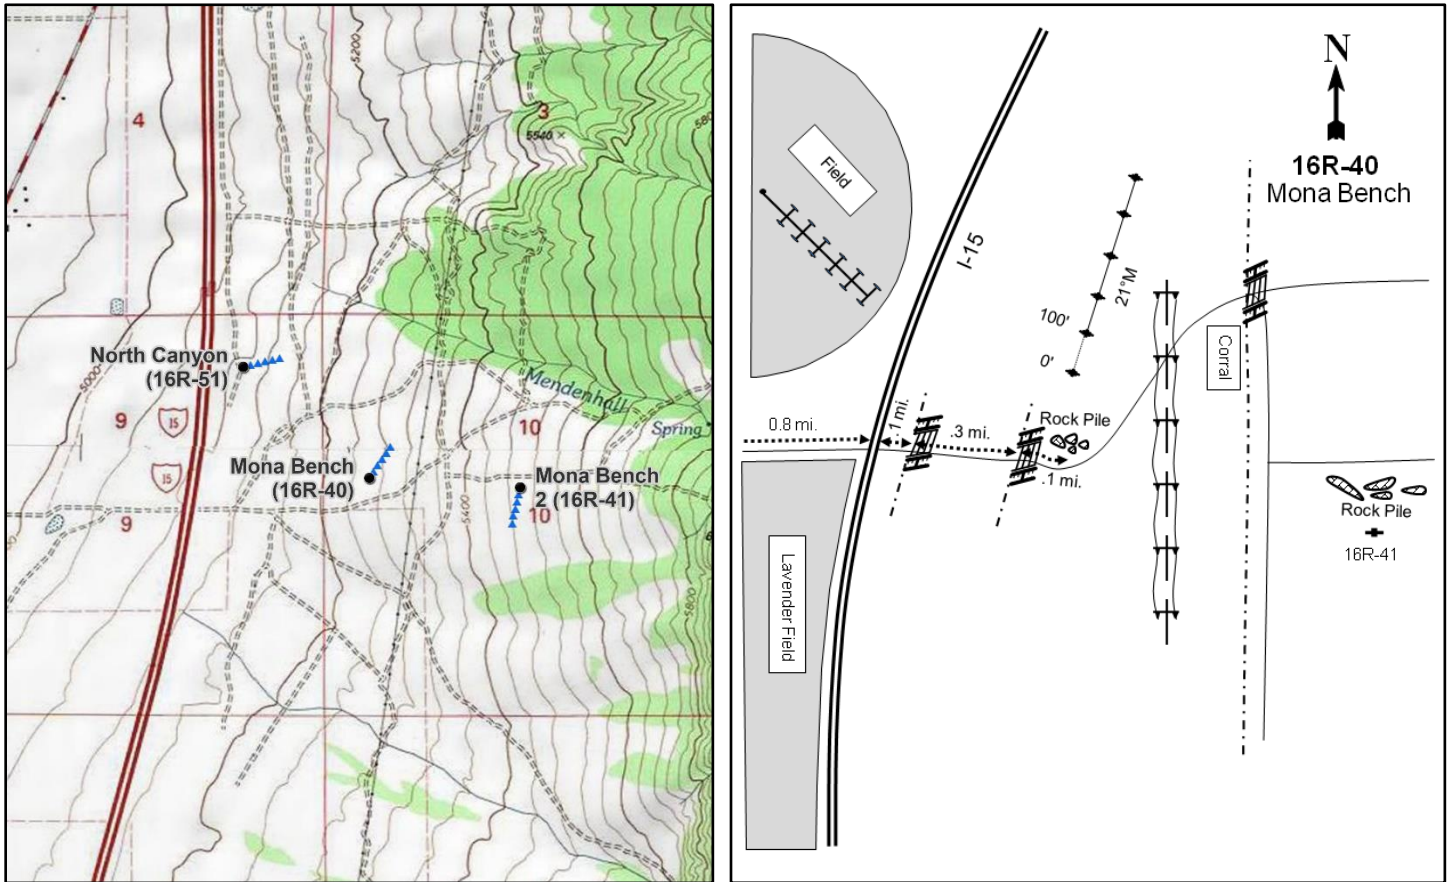 5200
3
5540 ×
4
580
North Canyon
(16R-51)
5000
9
15
Mendenhall
10
Spring
Mona Bench
(16R-40)
15
Mona Bench
2 (16R-41)
9
5400
10
5800
N
16R-40
Mona Bench
Field
I-15
21°M
100'
0'
Corral
0.8 mi.
.1 mi.
.3 mi.
Rock Pile
.1 mi.
Rock Pile
16R-41
Lavender Field